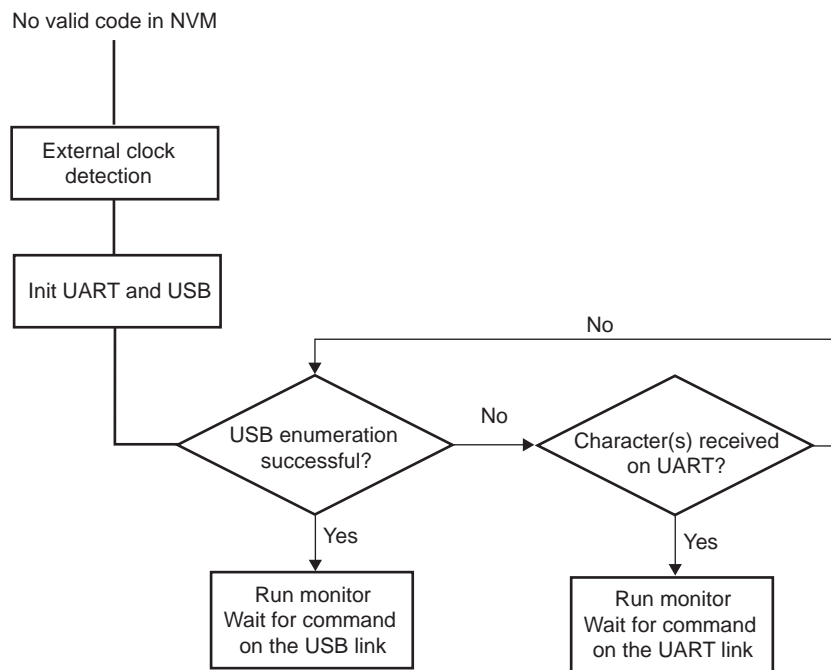 No valid code in NVM
External clock
detection
Init UART and USB
No
USB enumeration
successful?
No
Character(s) received
on UART?
Yes
Yes
Run monitor
Wait for command
on the USB link
Run monitor
Wait for command
on the UART link